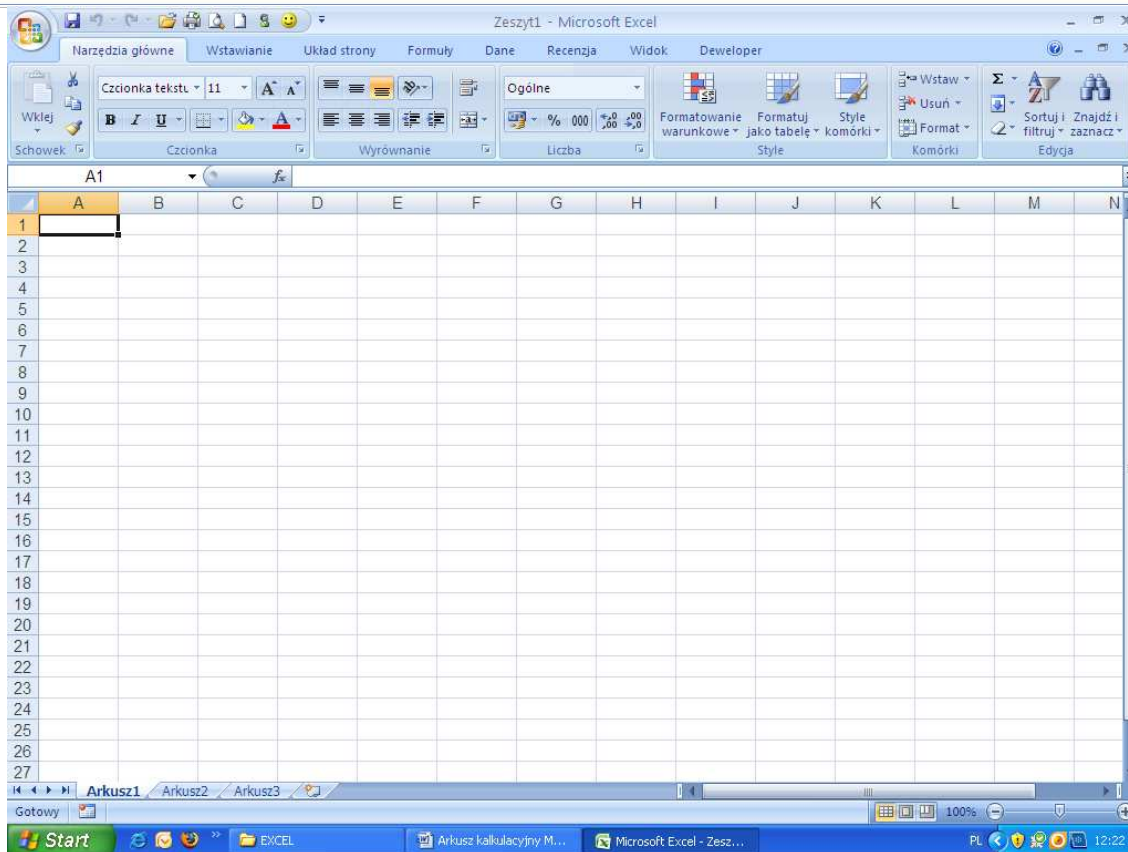 Zeszyt1 - Microsoft Excel
Narzędzia główne Wstawianie Układ strony Formuły Dane Recenzja Widok Deweloper
Wklej
Schowek
Czcionka tekstu 11
B I U A
Czcionka
Wyrównanie
Ogólne
% 000
Liczba
Formatowanie warunkowe
Formatuj jako tabelę
Style komórki
Style
Wstaw
Usuń
Format
Komórki
Σ
Sortuj i filtruj
Znajdź i zaznacz
Edycja
A1 fx
A B C D E F G H I J K L M N
1
2
3
4
5
6
7
8
9
10
11
12
13
14
15
16
17
18
19
20
21
22
23
24
25
26
27
Arkusz1 Arkusz2 Arkusz3
Gotowy 100%
Start EXCEL Arkusz kalkulacyjny M... Microsoft Excel - Zesz... PL 12:22